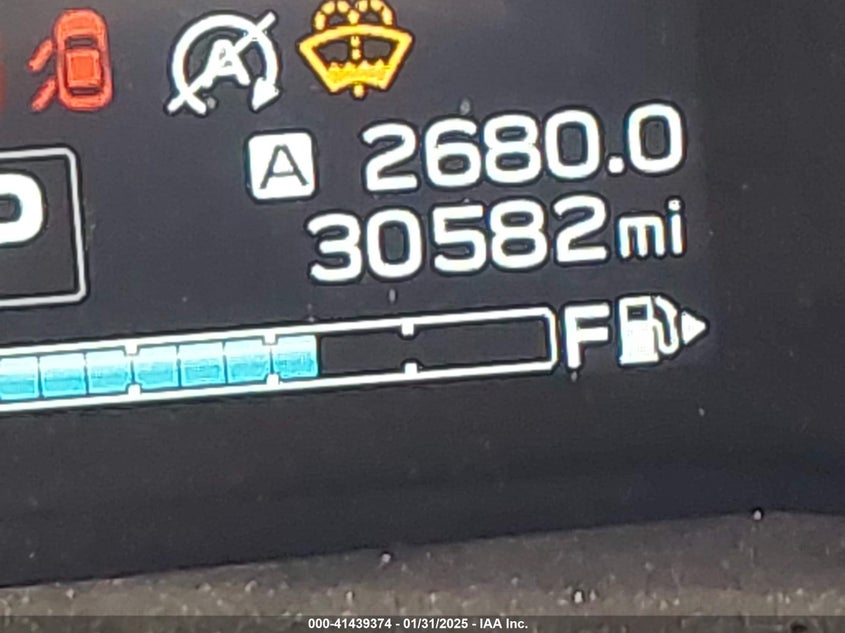 A 2680.0
P
30582mi
F
000-41439374 - 01/31/2025 - IAA Inc.